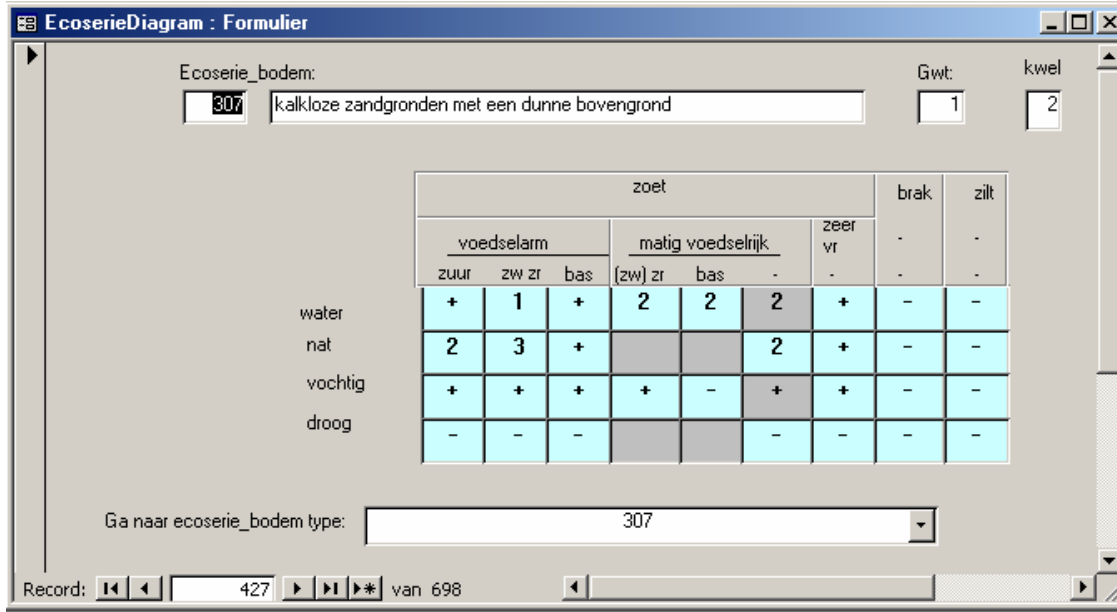 EcoserieDiagram : Formulier
Ecoserie_bodem: Gwt: kwel
307 kalkloze zandgronden met een dunne bovengrond 1 2
zoet brak zilt
voedselarm matig voedselrijk zeer vr - -
zuur zw zr bas (zw) zr bas - - - -
water + 1 + 2 2 2 + - -
nat 2 3 + 2 + - -
vochtig + + + + - + + - -
droog - - - - - - -
Ga naar ecoserie_bodem type: 307
Record: 427 van 698